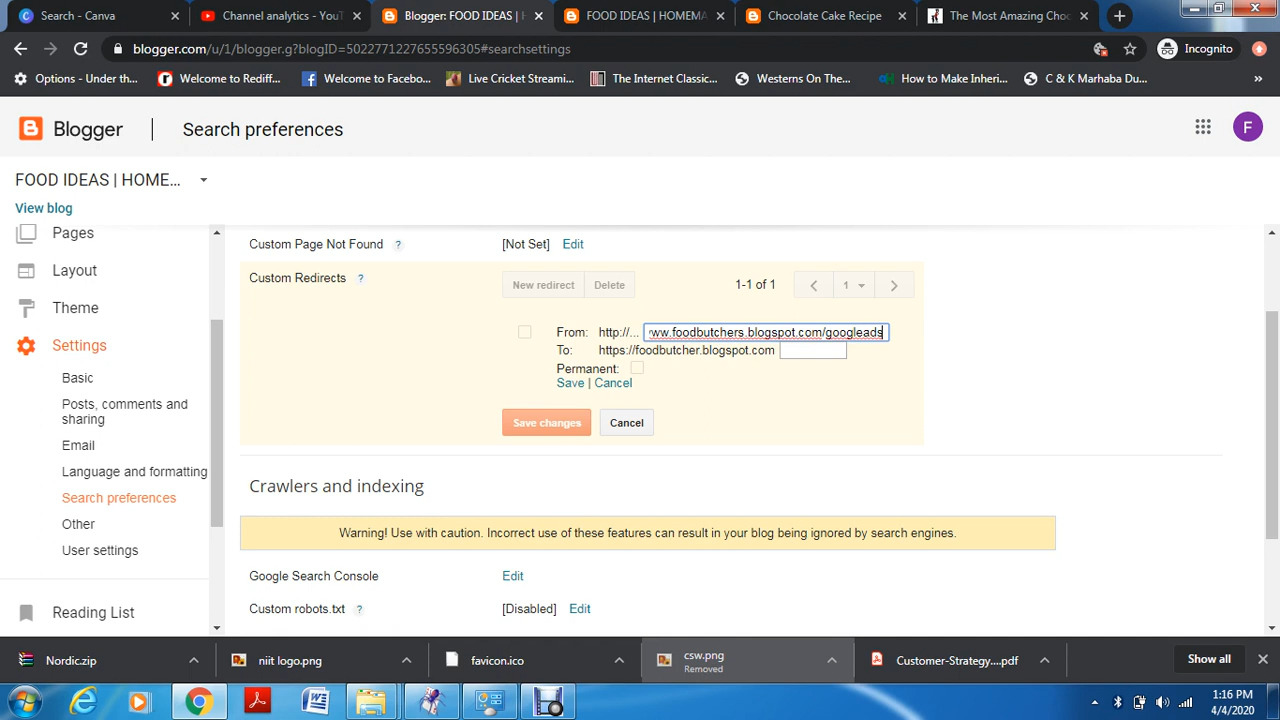 Search - Canva
Channel analytics - YouT
Blogger: FOOD IDEAS |
FOOD IDEAS | HOMEMA
Chocolate Cake Recipe
The Most Amazing Choc
blogger.com/u/1/blogger.g?blogID=5022771227655596305#searchsettings
Incognito
Options - Under th...
Welcome to Rediff...
Welcome to Facebo...
Live Cricket Streami...
The Internet Classic...
Westerns On The...
How to Make Inheri...
C & K Marhaba Du...
Blogger
Search preferences
F
FOOD IDEAS | HOME...
View blog
Pages
Layout
Theme
Settings
Basic
Posts, comments and
sharing
Email
Language and formatting
Search preferences
Other
User settings
Reading List
Custom Page Not Found ? [Not Set] Edit
Custom Redirects ?
New redirect Delete 1-1 of 1 1
From: http://... www.foodbutchers.blogspot.com/googleads
To: https://foodbutcher.blogspot.com
Permanent:
Save | Cancel
Save changes Cancel
Crawlers and indexing
Warning! Use with caution. Incorrect use of these features can result in your blog being ignored by search engines.
Google Search Console Edit
Custom robots.txt ? [Disabled] Edit
Nordic.zip
niit logo.png
favicon.ico
csw.png
Removed
Customer-Strategy....pdf
Show all
1:16 PM
4/4/2020